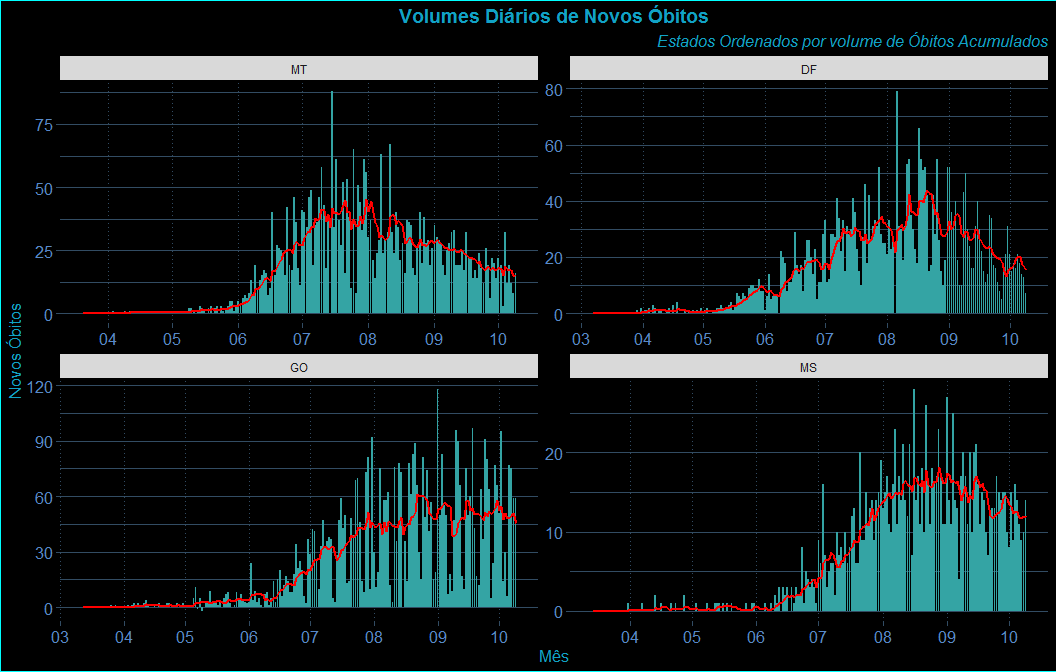 Volumes Diários de Novos Óbitos
Estados Ordenados por volume de Óbitos Acumulados
MT
75
50
25
0
04 05 06 07 08 09 10
DF
80
60
40
20
0
03 04 05 06 07 08 09 10
Novos Óbitos
GO
120
90
60
30
0
03 04 05 06 07 08 09 10
MS
20
10
0
04 05 06 07 08 09 10
Mês